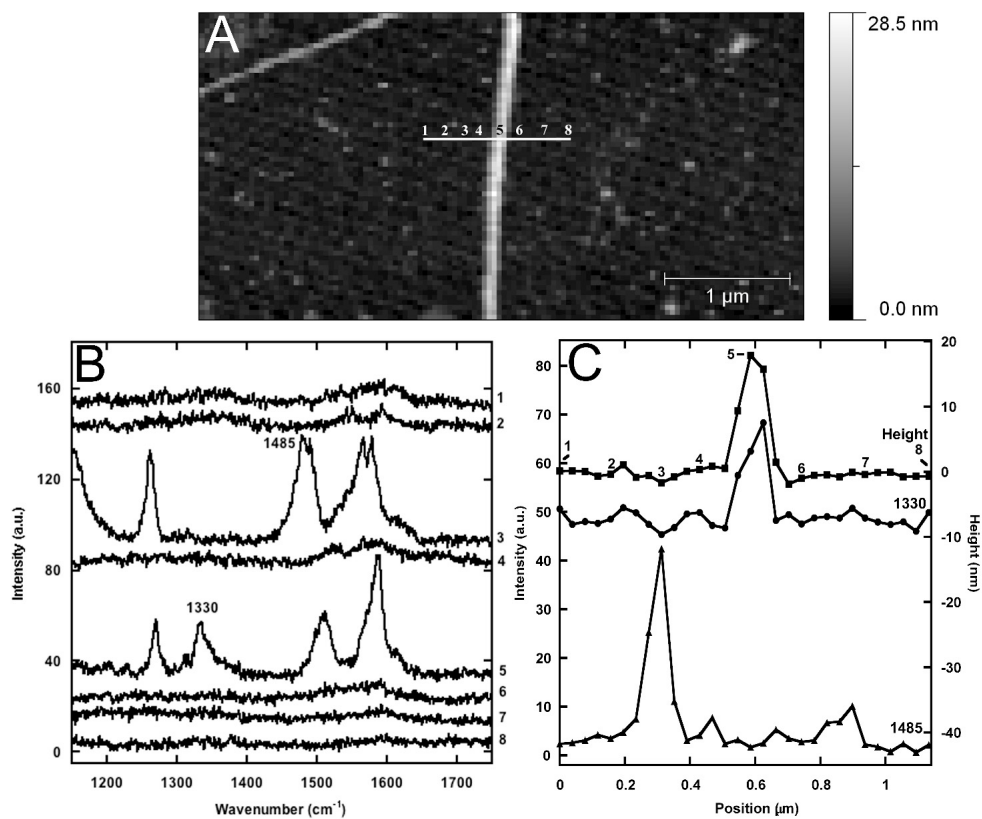 A
28.5 nm
1 2 3 4 5 6 7 8
1 µm
0.0 nm
B
160
120
80
40
0
Intensity (a.u.)
1
2
1485
3
4
1330
5
6
7
8
1200 1300 1400 1500 1600 1700
Wavenumber (cm⁻¹)
C
80
70
60
50
40
30
20
10
0
Intensity (a.u.)
5
Height
1 2 3 4 6 7 8
1330
1485
20
10
0
-10
-20
-30
-40
Height (nm)
0 0.2 0.4 0.6 0.8 1
Position (µm)